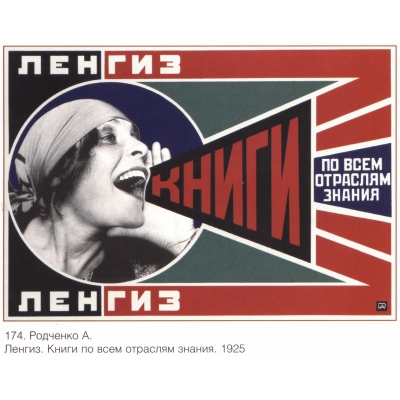 ЛЕНГИЗ
КНИГИ
ПО ВСЕМ
ОТРАСЛЯМ
ЗНАНИЯ
ЛЕНГИЗ
174. Родченко А.
Ленгиз. Книги по всем отраслям знания. 1925